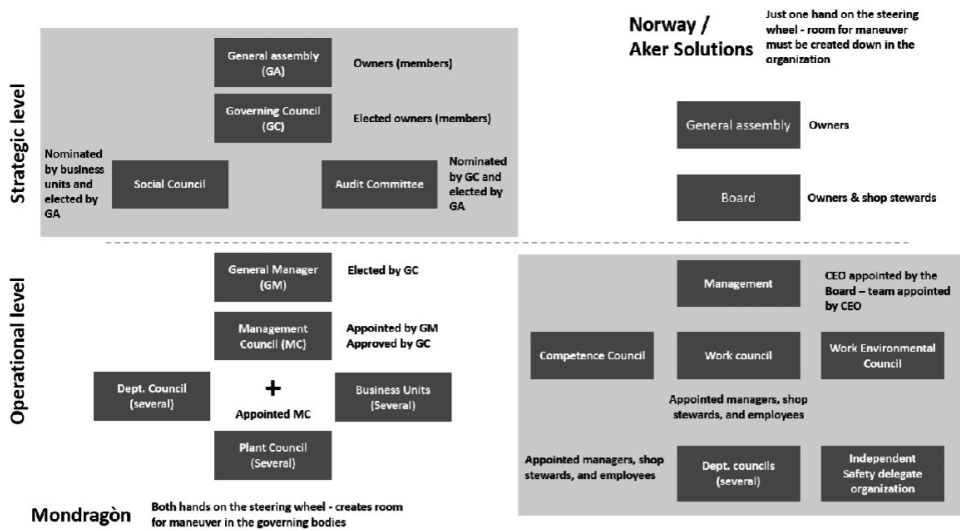 Norway /
Aker Solutions
Just one hand on the steering
wheel - room for maneuver
must be created down in the
organization
Strategic level
General assembly
(GA)
Owners (members)
Governing Council
(GC)
Elected owners (members)
Nominated
by business
units and
elected by
GA
Social Council
Audit Committee
Nominated
by GC and
elected by
GA
General assembly
Owners
Board
Owners & shop stewards
Operational level
General Manager
(GM)
Elected by GC
Management
Council (MC)
Appointed by GM
Approved by GC
Dept. Council
(several)
+
Appointed MC
Business Units
(Several)
Plant Council
(Several)
Management
CEO appointed by the
Board – team appointed
by CEO
Competence Council
Work council
Work Environmental
Council
Appointed managers, shop
stewards, and employees
Appointed managers, shop
stewards, and employees
Dept. councils
(several)
Independent
Safety delegate
organization
Mondragòn
Both hands on the steering wheel - creates room
for maneuver in the governing bodies